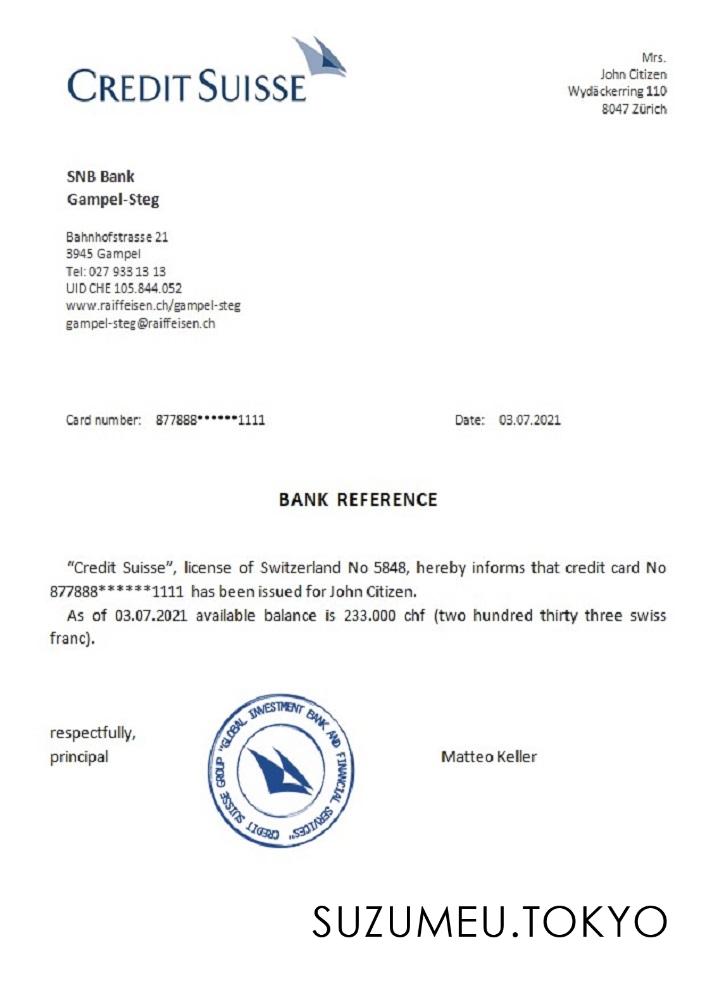 CREDIT SUISSE
Mrs.
John Citizen
Wydäckerring 110
8047 Zürich
SNB Bank
Gampel-Steg
Bahnhofstrasse 21
3945 Gampel
Tel: 027 933 13 13
UID CHE 105.844.052
www.raiffeisen.ch/gampel-steg
gampel-steg@raiffeisen.ch
Card number: 877888******1111 Date: 03.07.2021
BANK REFERENCE
“Credit Suisse”, license of Switzerland No 5848, hereby informs that credit card No
877888******1111 has been issued for John Citizen.
As of 03.07.2021 available balance is 233.000 chf (two hundred thirty three swiss
franc).
respectfully,
principal
CREDIT SUISSE GROUP "GLOBAL INVESTMENT BANK AND FINANCIAL SERVICES"
Matteo Keller
SUZUMEU.TOKYO